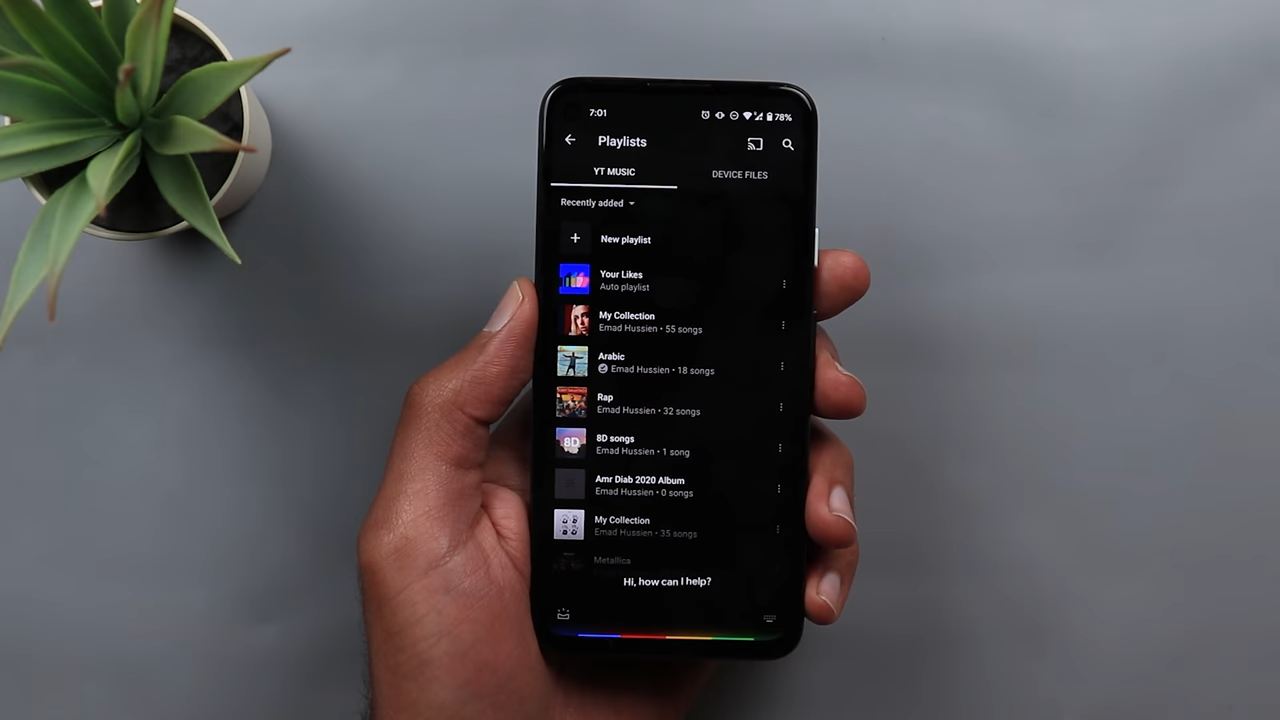 7:01
78%
Playlists
YT MUSIC
DEVICE FILES
Recently added
New playlist
Your Likes
Auto playlist
My Collection
Emad Hussien • 55 songs
Arabic
Emad Hussien • 18 songs
Rap
Emad Hussien • 32 songs
8D
8D songs
Emad Hussien • 1 song
Amr Diab 2020 Album
Emad Hussien • 0 songs
My Collection
Emad Hussien • 35 songs
Metallica
Hi, how can I help?